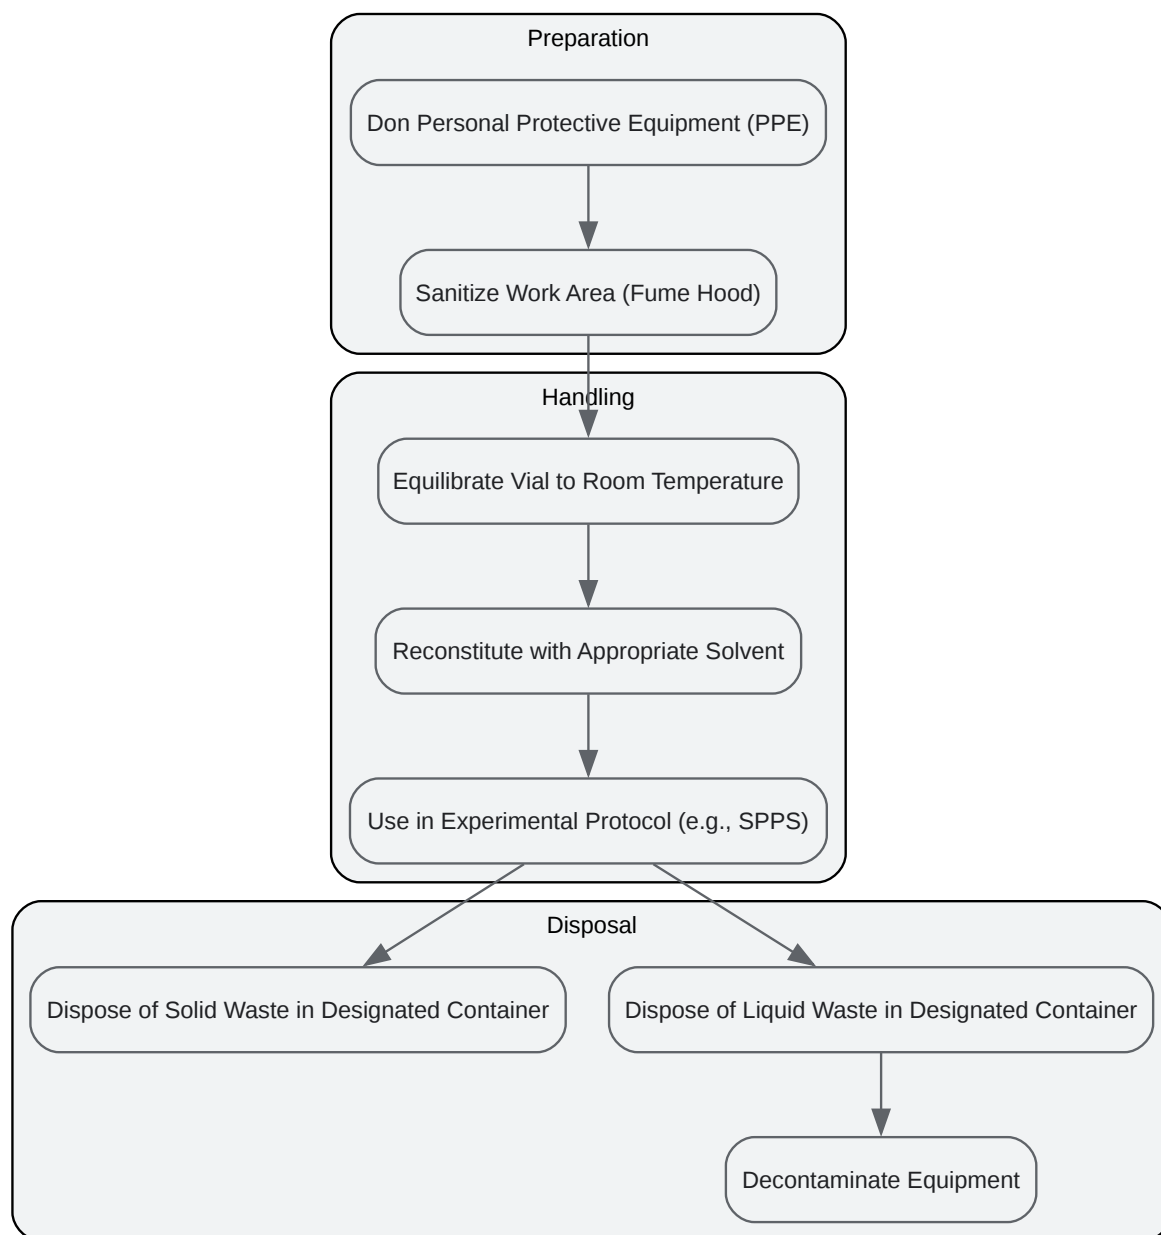 Preparation
Don Personal Protective Equipment (PPE)
Sanitize Work Area (Fume Hood)
Handling
Equilibrate Vial to Room Temperature
Reconstitute with Appropriate Solvent
Use in Experimental Protocol (e.g., SPPS)
Disposal
Dispose of Solid Waste in Designated Container
Dispose of Liquid Waste in Designated Container
Decontaminate Equipment